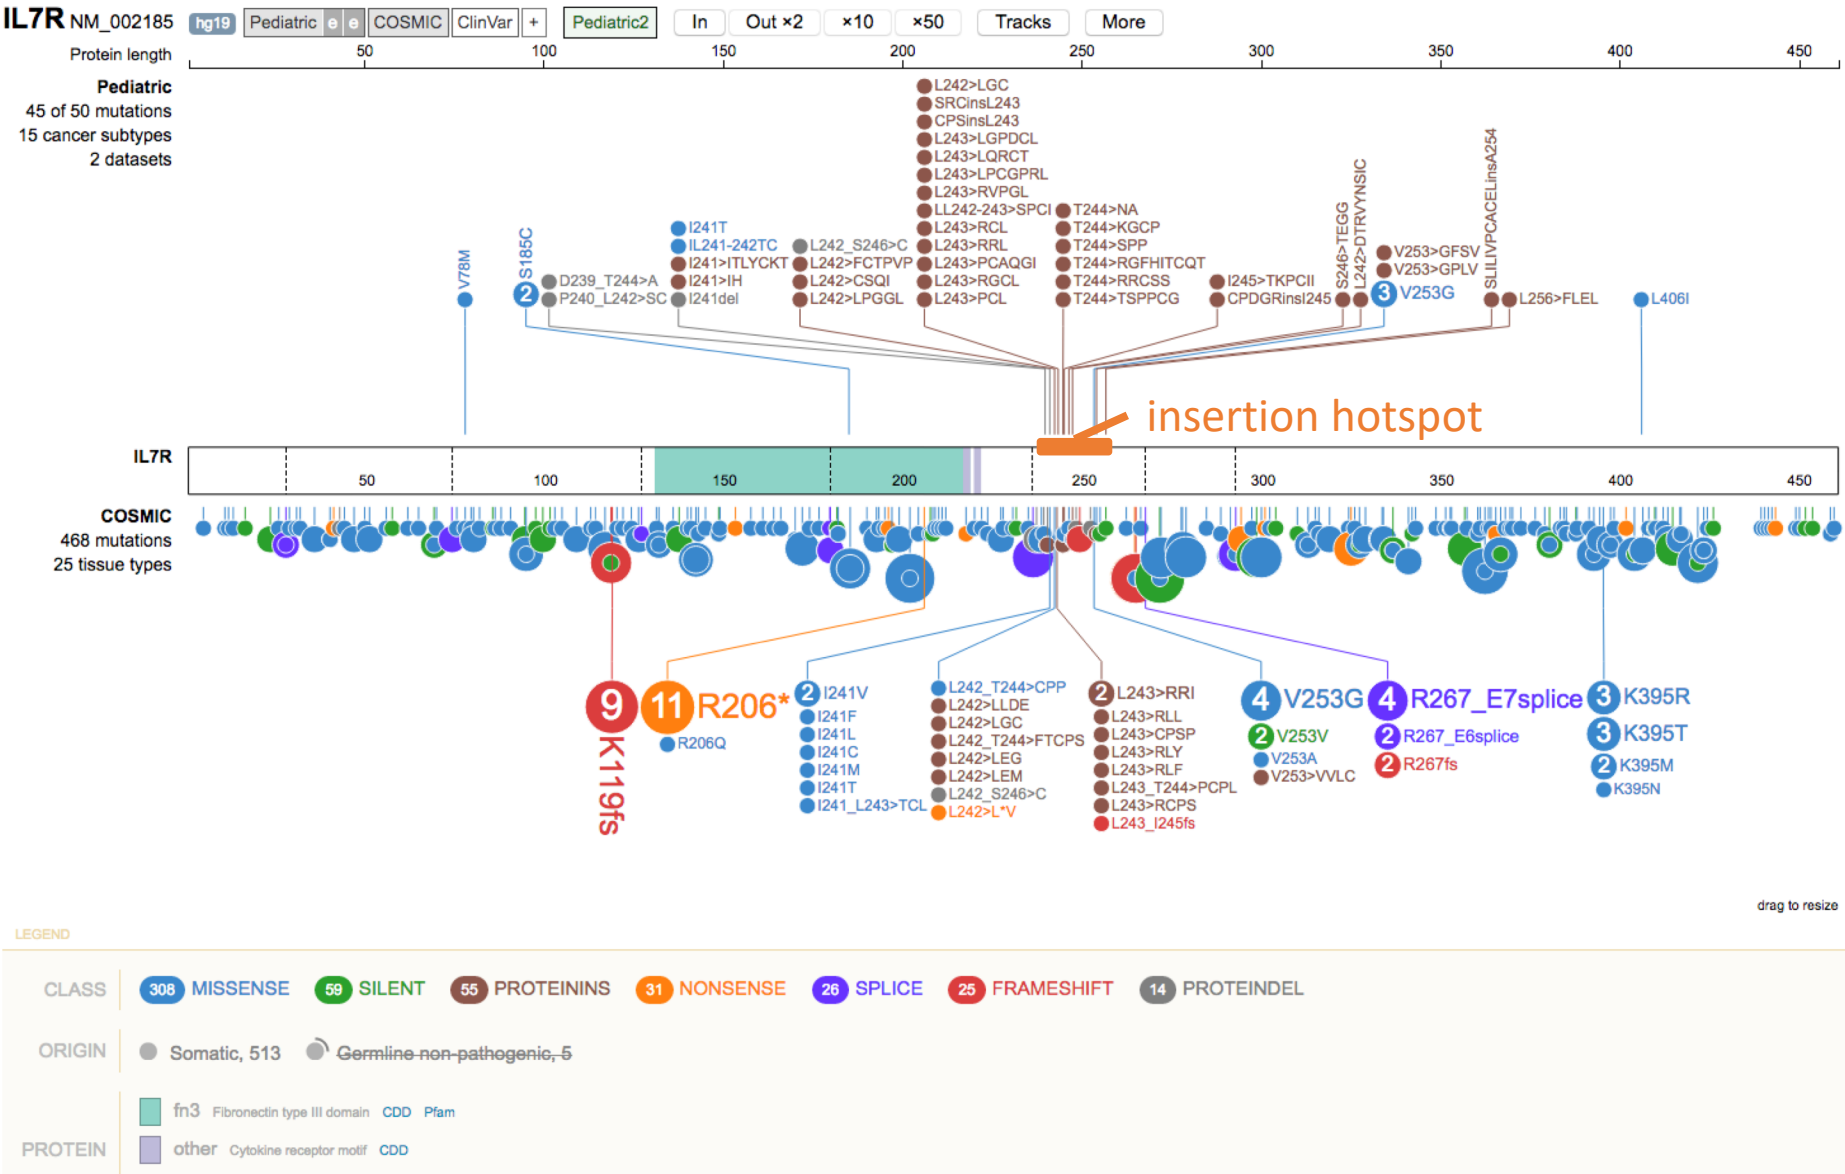 IL7R NM_002185 hg19 Pediatric e e COSMIC ClinVar + Pediatric2 In Out ×2 ×10 ×50 Tracks More
Protein length 50 100 150 200 250 300 350 400 450
Pediatric
45 of 50 mutations
15 cancer subtypes
2 datasets
V78M
2 S185C
D239_T244>A
P240_L242>SC
I241T
IL241-242TC
I241>ITLYCKT
I241>IH
I241del
L242_S246>C
L242>FCTPVP
L242>CSQI
L242>LPGGL
L242>LGC
SRCinsL243
CPSinsL243
L243>LGPDCL
L243>LQRCT
L243>LPCGPRL
L243>RVPGL
LL242-243>SPCI
L243>RCL
L243>RRL
L243>PCAQGI
L243>RGCL
L243>PCL
T244>NA
T244>KGCP
T244>SPP
T244>RGFHITCQT
T244>RRCSS
T244>TSPPCG
I245>TKPCII
CPDGRinsI245
S246>TEGG
L242>DTRVYNSIC
V253>GFSV
V253>GPLV
3 V253G
SLILIVPCACELinsA254
L256>FLEL
L406I
insertion hotspot
IL7R 50 100 150 200 250 300 350 400 450
COSMIC
468 mutations
25 tissue types
9
K119fs
11 R206*
R206Q
2 I241V
I241F
I241L
I241C
I241M
I241T
I241_L243>TCL
L242_T244>CPP
L242>LLDE
L242>LGC
L242_T244>FTCPS
L242>LEG
L242>LEM
L242_S246>C
L242>L*V
2 L243>RRI
L243>RLL
L243>CPSP
L243>RLY
L243>RLF
L243_T244>PCPL
L243>RCPS
L243_I245fs
4 V253G
2 V253V
V253A
V253>VVLC
4 R267_E7splice
2 R267_E6splice
2 R267fs
3 K395R
3 K395T
2 K395M
K395N
drag to resize
LEGEND
CLASS 308 MISSENSE 59 SILENT 55 PROTEININS 31 NONSENSE 26 SPLICE 25 FRAMESHIFT 14 PROTEINDEL
ORIGIN Somatic, 513 Germline non-pathogenic, 5
fn3 Fibronectin type III domain CDD Pfam
PROTEIN other Cytokine receptor motif CDD